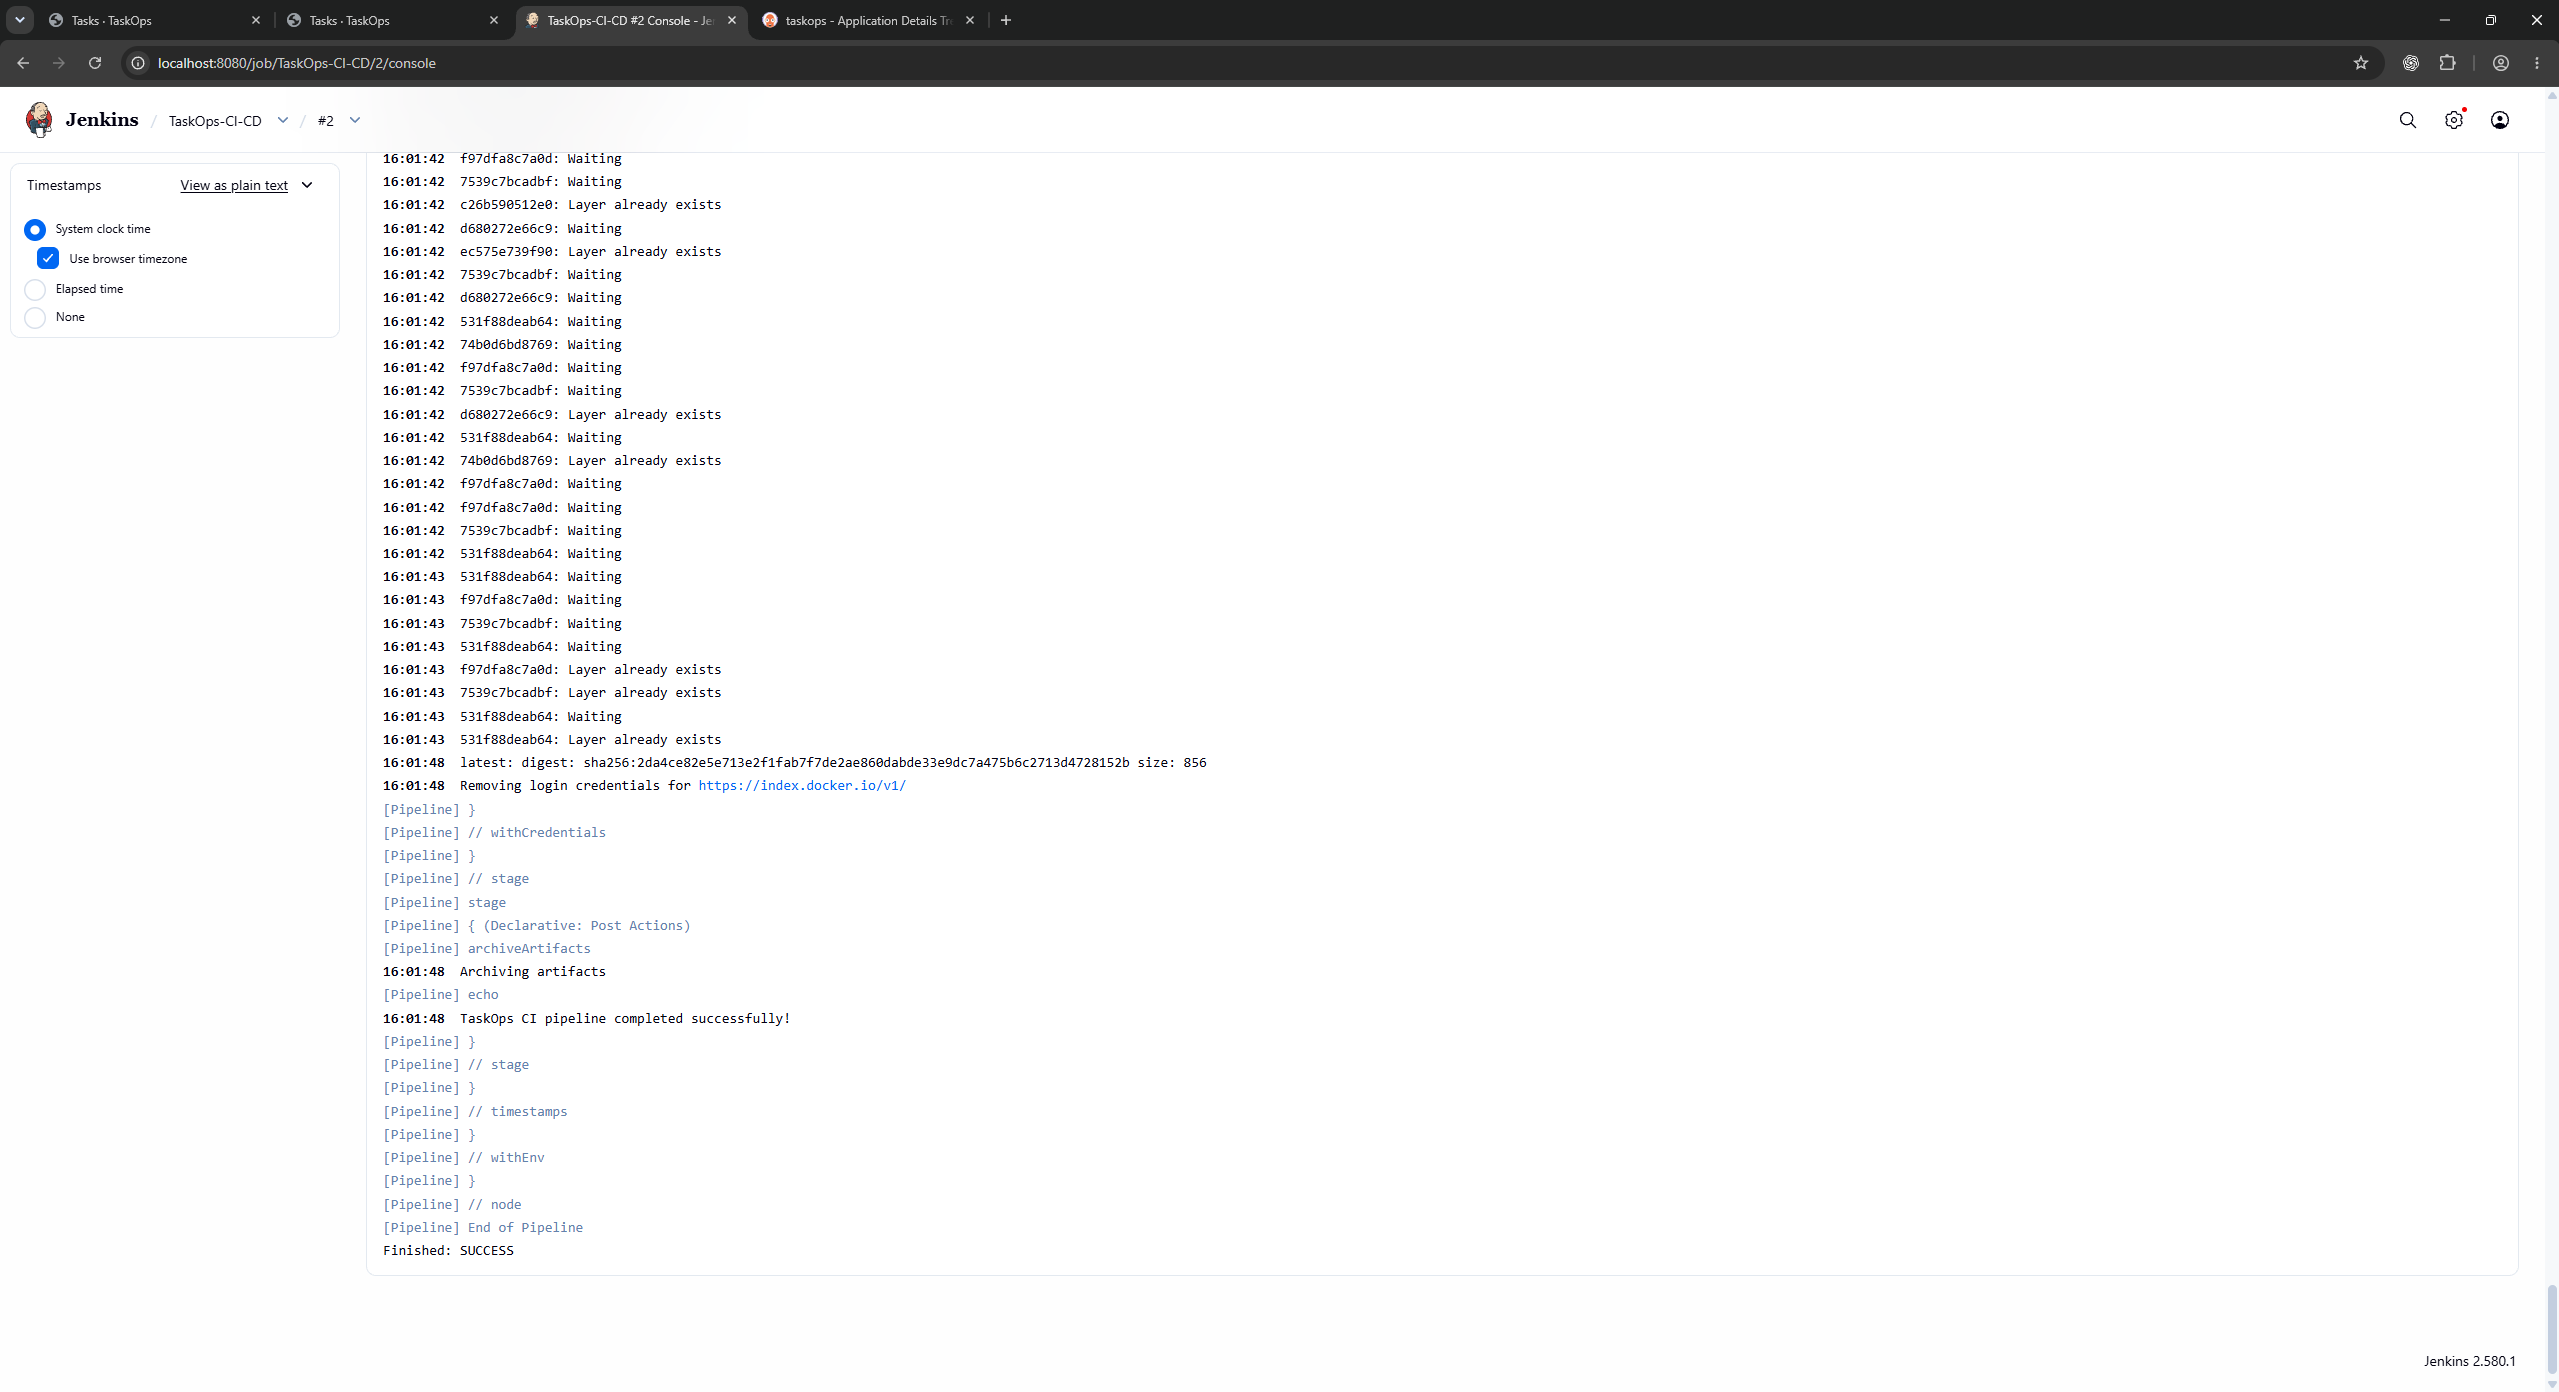 Tasks · TaskOps
Tasks · TaskOps
TaskOps-CI-CD #2 Console - Je
taskops - Application Details Tr
localhost:8080/job/TaskOps-CI-CD/2/console
Jenkins / TaskOps-CI-CD / #2
Timestamps
View as plain text
System clock time
Use browser timezone
Elapsed time
None
16:01:42 f97dfa8c7a0d: Waiting
16:01:42 7539c7bcadbf: Waiting
16:01:42 c26b590512e0: Layer already exists
16:01:42 d680272e66c9: Waiting
16:01:42 ec575e739f90: Layer already exists
16:01:42 7539c7bcadbf: Waiting
16:01:42 d680272e66c9: Waiting
16:01:42 531f88deab64: Waiting
16:01:42 74b0d6bd8769: Waiting
16:01:42 f97dfa8c7a0d: Waiting
16:01:42 7539c7bcadbf: Waiting
16:01:42 d680272e66c9: Layer already exists
16:01:42 531f88deab64: Waiting
16:01:42 74b0d6bd8769: Layer already exists
16:01:42 f97dfa8c7a0d: Waiting
16:01:42 f97dfa8c7a0d: Waiting
16:01:42 7539c7bcadbf: Waiting
16:01:42 531f88deab64: Waiting
16:01:43 531f88deab64: Waiting
16:01:43 f97dfa8c7a0d: Waiting
16:01:43 7539c7bcadbf: Waiting
16:01:43 531f88deab64: Waiting
16:01:43 f97dfa8c7a0d: Layer already exists
16:01:43 7539c7bcadbf: Layer already exists
16:01:43 531f88deab64: Waiting
16:01:43 531f88deab64: Layer already exists
16:01:48 latest: digest: sha256:2da4ce82e5e713e2f1fab7f7de2ae860dabde33e9dc7a475b6c2713d4728152b size: 856
16:01:48 Removing login credentials for https://index.docker.io/v1/
[Pipeline] }
[Pipeline] // withCredentials
[Pipeline] }
[Pipeline] // stage
[Pipeline] stage
[Pipeline] { (Declarative: Post Actions)
[Pipeline] archiveArtifacts
16:01:48 Archiving artifacts
[Pipeline] echo
16:01:48 TaskOps CI pipeline completed successfully!
[Pipeline] }
[Pipeline] // stage
[Pipeline] }
[Pipeline] // timestamps
[Pipeline] }
[Pipeline] // withEnv
[Pipeline] }
[Pipeline] // node
[Pipeline] End of Pipeline
Finished: SUCCESS
Jenkins 2.580.1